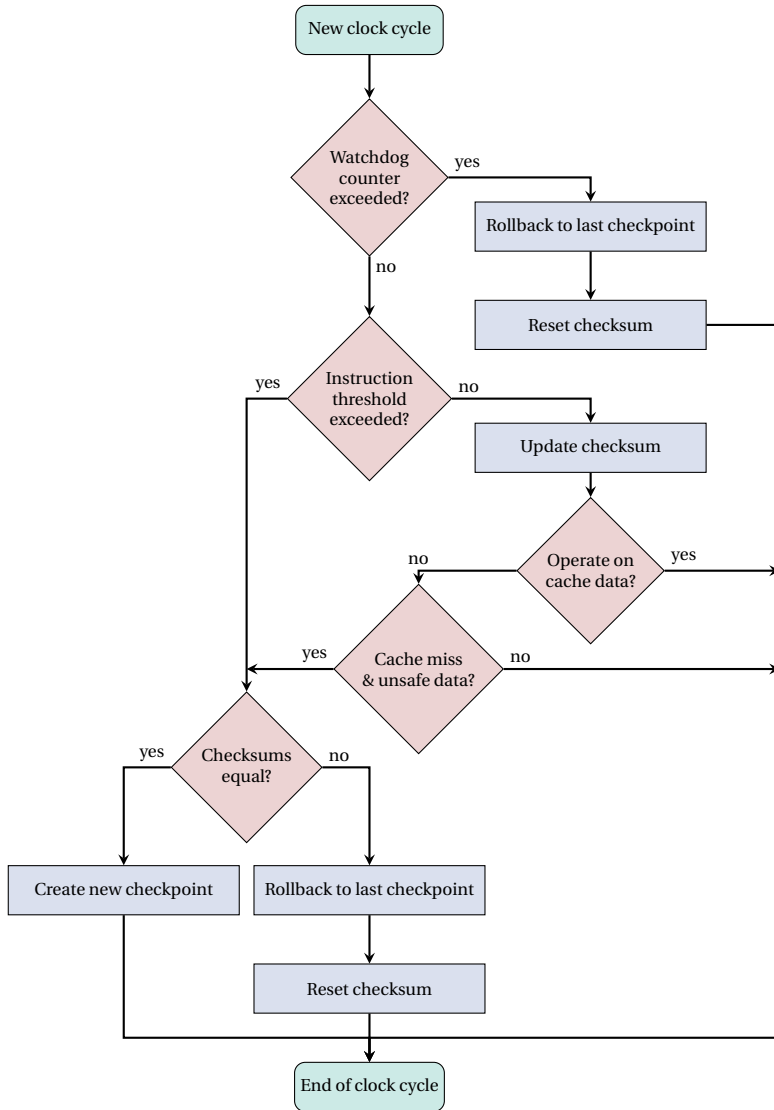 New clock cycle
Watchdog
counter
exceeded?
yes
Rollback to last checkpoint
no
Reset checksum
yes
Instruction
threshold
exceeded?
no
Update checksum
no
Operate on
cache data?
yes
yes
Cache miss
& unsafe data?
no
yes
Checksums
equal?
no
Create new checkpoint
Rollback to last checkpoint
Reset checksum
End of clock cycle